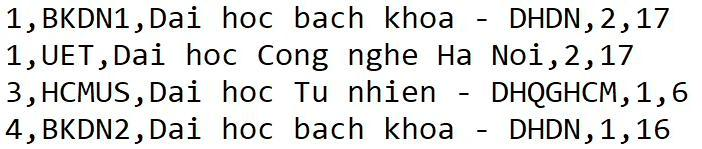 1,BKDN1,Dai hoc bach khoa - DHDN,2,17
1,UET,Dai hoc Cong nghe Ha Noi,2,17
3,HCMUS,Dai hoc Tu nhien - DHQGHCM,1,6
4,BKDN2,Dai hoc bach khoa - DHDN,1,16